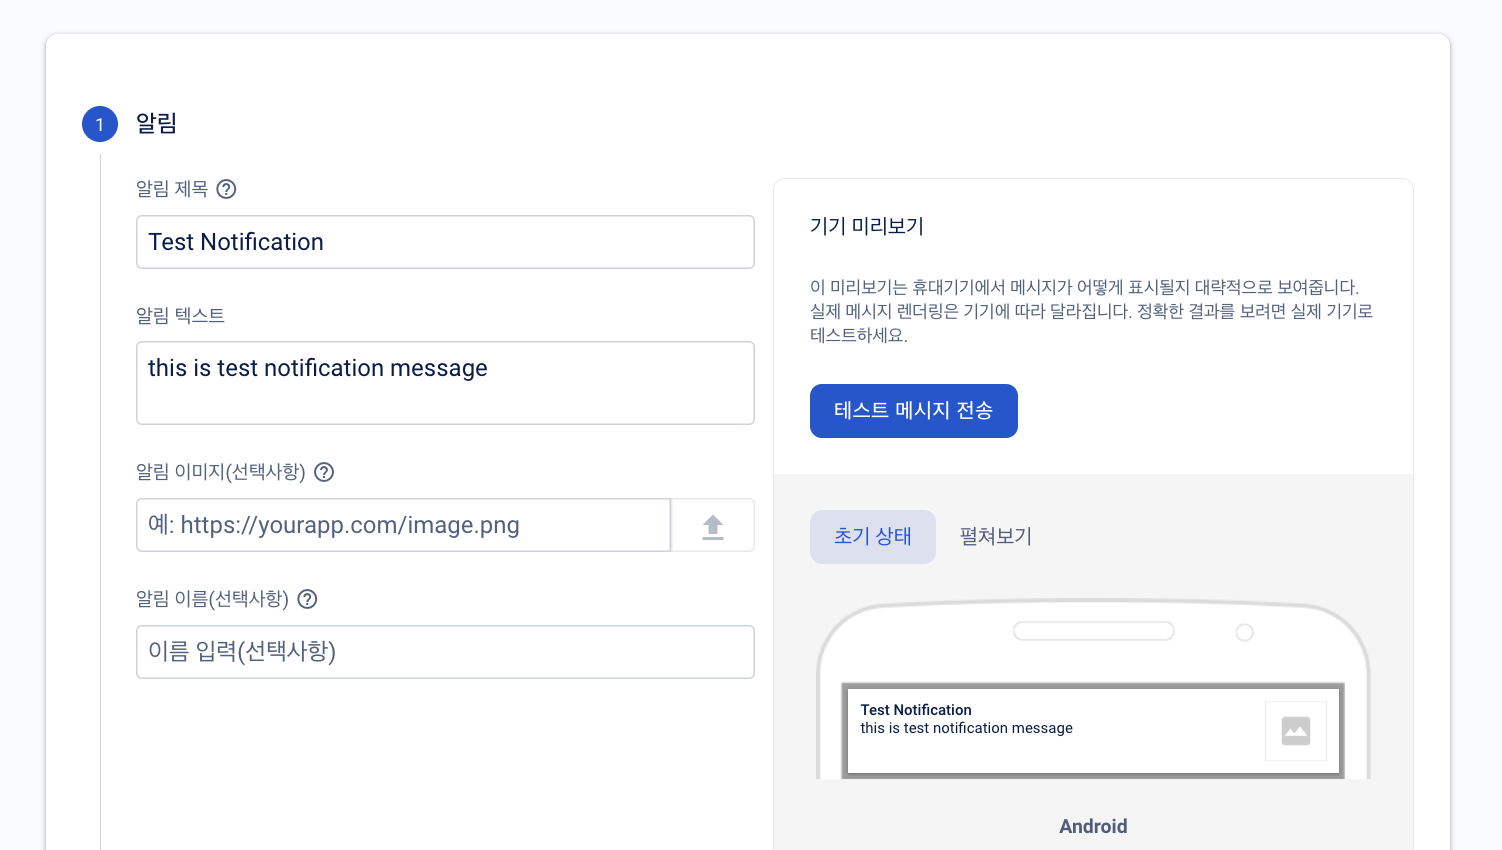 1
알림
알림 제목
Test Notification
알림 텍스트
this is test notification message
알림 이미지(선택사항)
예: https://yourapp.com/image.png
알림 이름(선택사항)
이름 입력(선택사항)
기기 미리보기
이 미리보기는 휴대기기에서 메시지가 어떻게 표시될지 대략적으로 보여줍니다.
실제 메시지 렌더링은 기기에 따라 달라집니다. 정확한 결과를 보려면 실제 기기로
테스트하세요.
테스트 메시지 전송
초기 상태
펼쳐보기
Test Notification
this is test notification message
Android